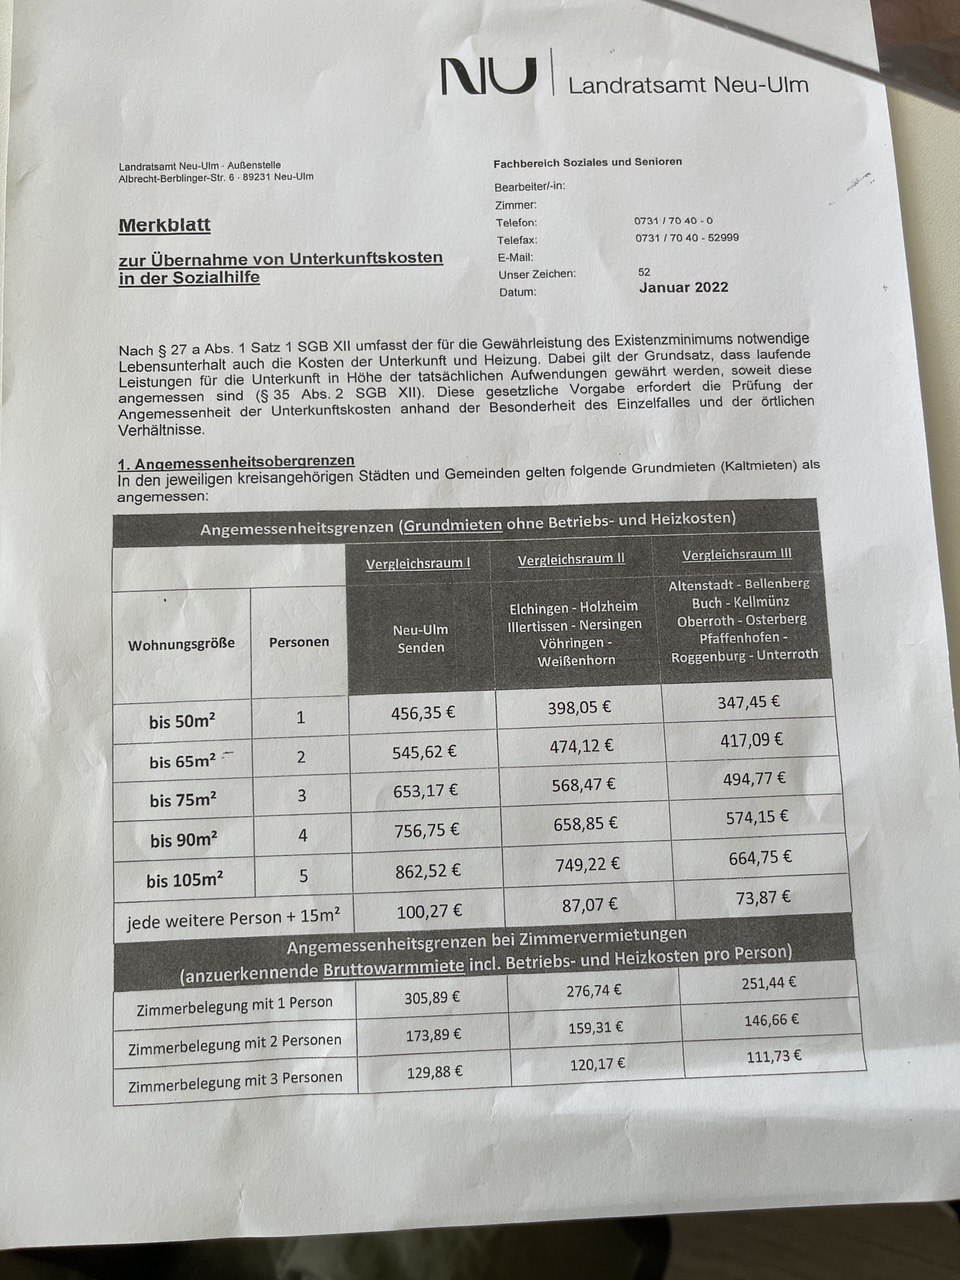 NU Landratsamt Neu-Ulm
Landratsamt Neu-Ulm - Außenstelle
Albrecht-Berblinger-Str. 6 - 89231 Neu-Ulm
Merkblatt
zur Übernahme von Unterkunftskosten
in der Sozialhilfe
Fachbereich Soziales und Senioren
Bearbeiter/-in:
Zimmer:
Telefon: 0731 / 70 40 - 0
Telefax: 0731 / 70 40 - 52999
E-Mail:
Unser Zeichen: 52
Datum: Januar 2022
Nach § 27 a Abs. 1 Satz 1 SGB XII umfasst der für die Gewährleistung des Existenzminimums notwendige
Lebensunterhalt auch die Kosten der Unterkunft und Heizung. Dabei gilt der Grundsatz, dass laufende
Leistungen für die Unterkunft in Höhe der tatsächlichen Aufwendungen gewährt werden, soweit diese
angemessen sind (§ 35 Abs. 2 SGB XII). Diese gesetzliche Vorgabe erfordert die Prüfung der
Angemessenheit der Unterkunftskosten anhand der Besonderheit des Einzelfalles und der örtlichen
Verhältnisse.
1. Angemessenheitsobergrenzen
In den jeweiligen kreisangehörigen Städten und Gemeinden gelten folgende Grundmieten (Kaltmieten) als
angemessen:
Angemessenheitsgrenzen (Grundmieten ohne Betriebs- und Heizkosten)
Vergleichsraum I Vergleichsraum II Vergleichsraum III
Wohnungsgröße
Personen
Neu-Ulm
Senden
Elchingen - Holzheim
Illertissen - Nersingen
Vöhringen -
Weißenhorn
Altenstadt - Bellenberg
Buch - Kellmünz
Oberroth - Osterberg
Pfaffenhofen -
Roggenburg - Unterroth
bis 50m² 1 456,35 € 398,05 € 347,45 €
bis 65m² 2 545,62 € 474,12 € 417,09 €
bis 75m² 3 653,17 € 568,47 € 494,77 €
bis 90m² 4 756,75 € 658,85 € 574,15 €
bis 105m² 5 862,52 € 749,22 € 664,75 €
jede weitere Person + 15m² 100,27 € 87,07 € 73,87 €
Angemessenheitsgrenzen bei Zimmervermietungen
(anzuerkennende Bruttowarmmiete incl. Betriebs- und Heizkosten pro Person)
Zimmerbelegung mit 1 Person 305,89 € 276,74 € 251,44 €
Zimmerbelegung mit 2 Personen 173,89 € 159,31 € 146,66 €
Zimmerbelegung mit 3 Personen 129,88 € 120,17 € 111,73 €